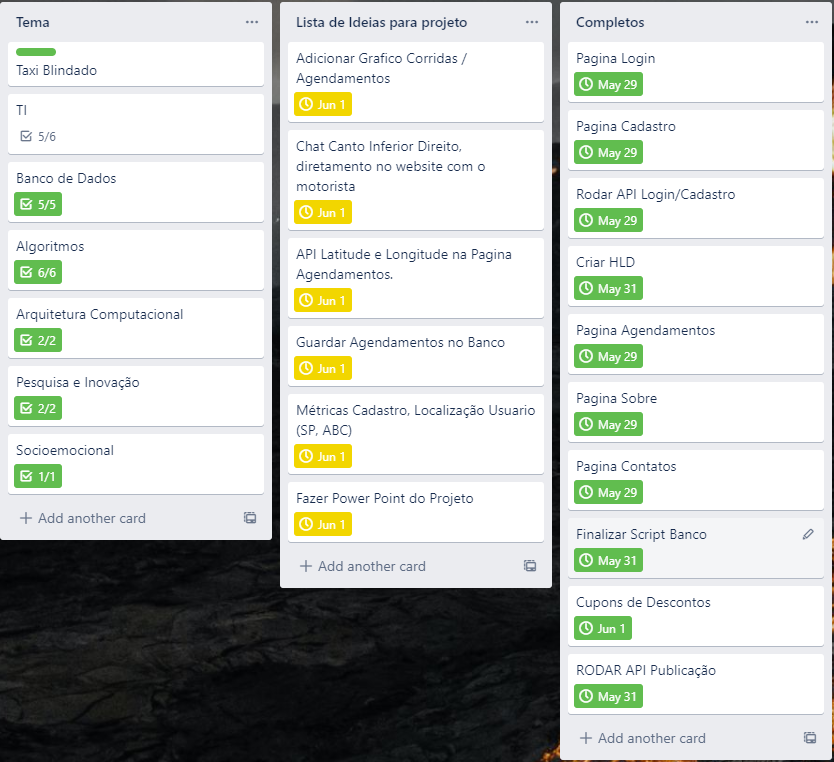 Tema
Taxi Blindado
TI
5/6
Banco de Dados
5/5
Algoritmos
6/6
Arquitetura Computacional
2/2
Pesquisa e Inovação
2/2
Socioemocional
1/1
Add another card
Lista de Ideias para projeto
Adicionar Grafico Corridas /
Agendamentos
Jun 1
Chat Canto Inferior Direito,
diretamento no website com o
motorista
Jun 1
API Latitude e Longitude na Pagina
Agendamentos.
Jun 1
Guardar Agendamentos no Banco
Jun 1
Métricas Cadastro, Localização Usuario
(SP, ABC)
Jun 1
Fazer Power Point do Projeto
Jun 1
Add another card
Completos
Pagina Login
May 29
Pagina Cadastro
May 29
Rodar API Login/Cadastro
May 29
Criar HLD
May 31
Pagina Agendamentos
May 29
Pagina Sobre
May 29
Pagina Contatos
May 29
Finalizar Script Banco
May 31
Cupons de Descontos
Jun 1
RODAR API Publicação
May 31
Add another card